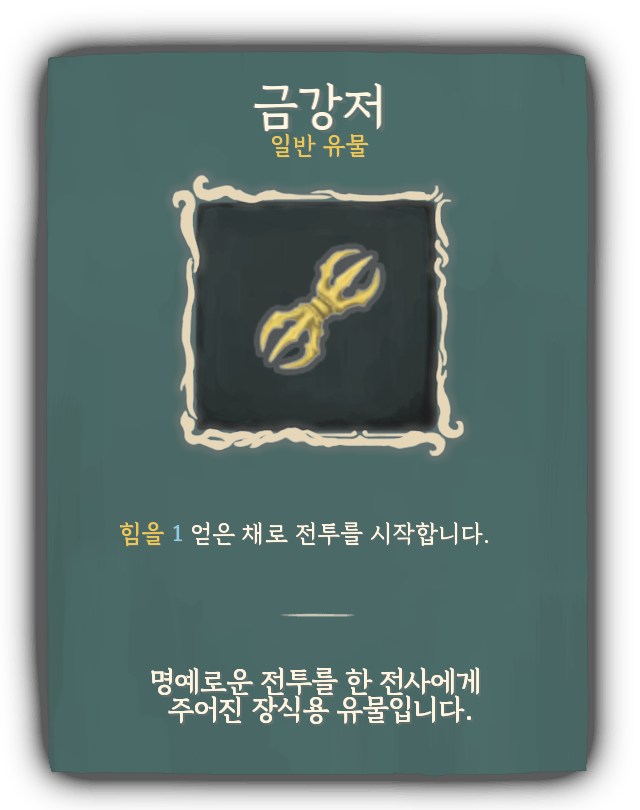 금강저
일반 유물
힘을 1 얻은 채로 전투를 시작합니다.
명예로운 전투를 한 전사에게
주어진 장식용 유물입니다.